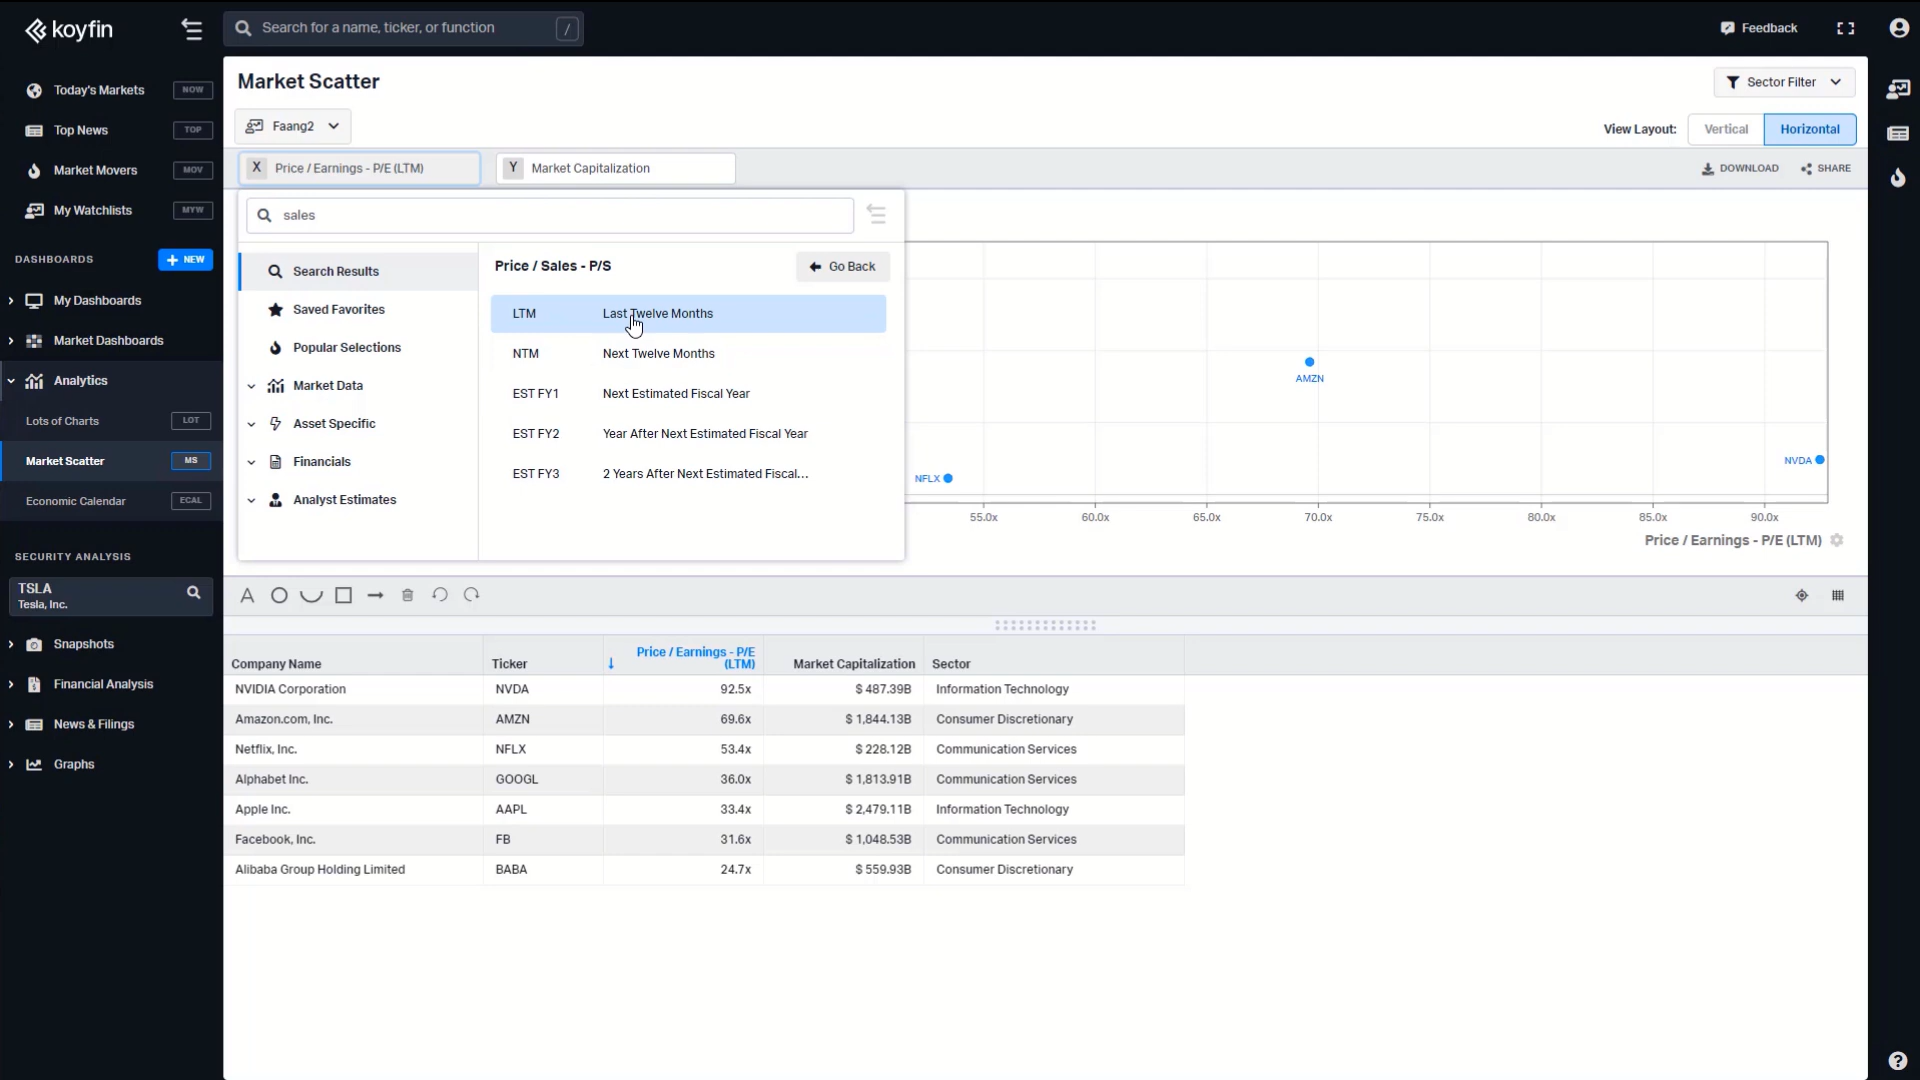 koyfin
Search for a name, ticker, or function
/
Feedback
Today's Markets NOW
Top News TOP
Market Movers MOV
My Watchlists MYW
DASHBOARDS
+ NEW
My Dashboards
Market Dashboards
Analytics
Lots of Charts LOT
Market Scatter MS
Economic Calendar ECAL
SECURITY ANALYSIS
TSLA
Tesla, Inc.
Snapshots
Financial Analysis
News & Filings
Graphs
Market Scatter
Sector Filter
Faang2
View Layout: Vertical Horizontal
X Price / Earnings - P/E (LTM)
Y Market Capitalization
DOWNLOAD
SHARE
sales
Search Results
Saved Favorites
Popular Selections
Market Data
Asset Specific
Financials
Analyst Estimates
Price / Sales - P/S
Go Back
LTM Last Twelve Months
NTM Next Twelve Months
EST FY1 Next Estimated Fiscal Year
EST FY2 Year After Next Estimated Fiscal Year
EST FY3 2 Years After Next Estimated Fiscal...
AMZN
NVDA
NFLX
55.0x 60.0x 65.0x 70.0x 75.0x 80.0x 85.0x 90.0x
Price / Earnings - P/E (LTM)
A
Company Name Ticker Price / Earnings - P/E (LTM) Market Capitalization Sector
NVIDIA Corporation NVDA 92.5x $ 487.39B Information Technology
Amazon.com, Inc. AMZN 69.6x $ 1,844.13B Consumer Discretionary
Netflix, Inc. NFLX 53.4x $ 228.12B Communication Services
Alphabet Inc. GOOGL 36.0x $ 1,813.91B Communication Services
Apple Inc. AAPL 33.4x $ 2,479.11B Information Technology
Facebook, Inc. FB 31.6x $ 1,048.53B Communication Services
Alibaba Group Holding Limited BABA 24.7x $ 559.93B Consumer Discretionary
?